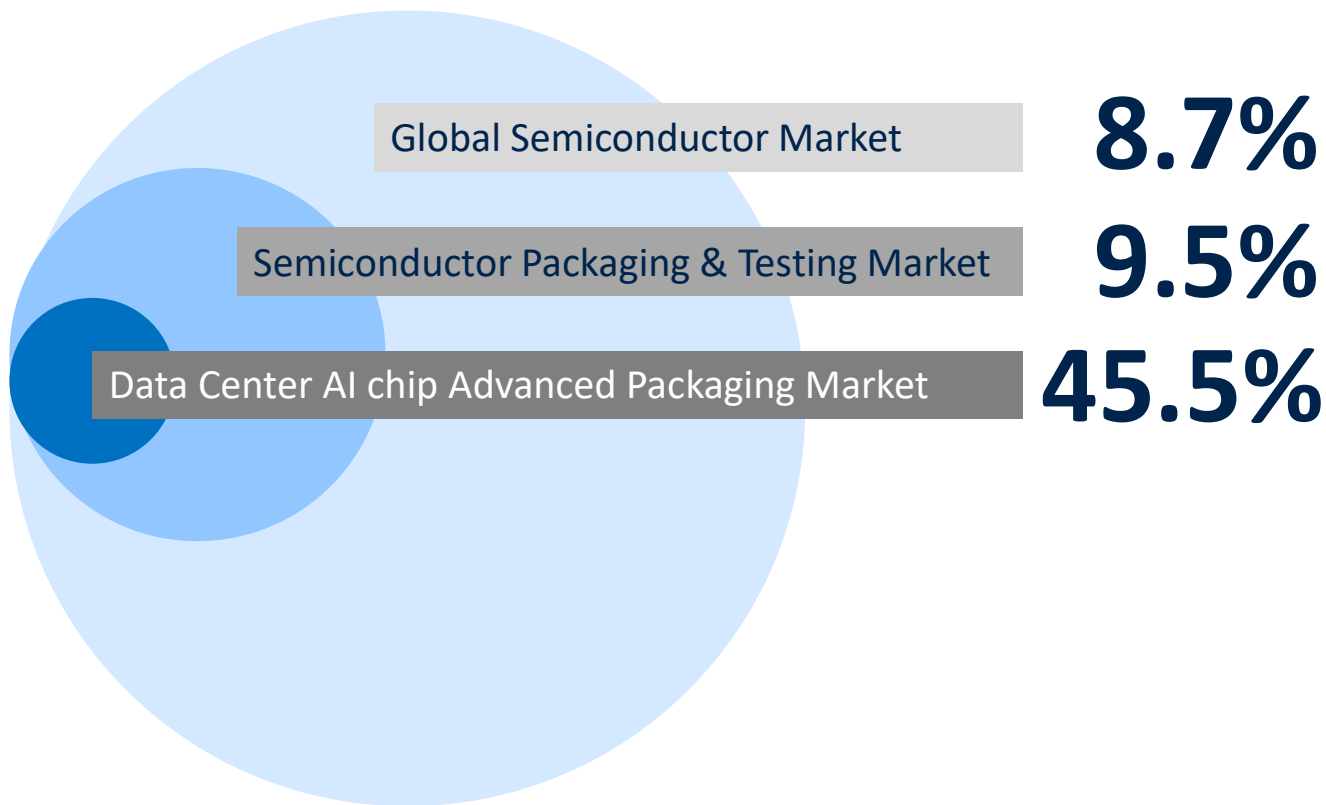 Global Semiconductor Market 8.7%
Semiconductor Packaging & Testing Market 9.5%
Data Center AI chip Advanced Packaging Market 45.5%